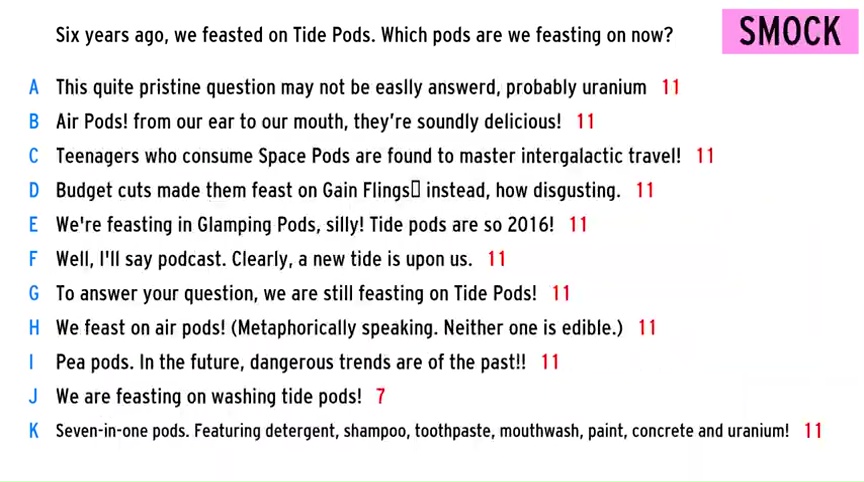 Six years ago, we feasted on Tide Pods. Which pods are we feasting on now?
SMOCK
A This quite pristine question may not be easlly answerd, probably uranium 11
B Air Pods! from our ear to our mouth, they're soundly delicious! 11
C Teenagers who consume Space Pods are found to master intergalactic travel! 11
D Budget cuts made them feast on Gain Flings▯ instead, how disgusting. 11
E We're feasting in Glamping Pods, silly! Tide pods are so 2016! 11
F Well, I'll say podcast. Clearly, a new tide is upon us. 11
G To answer your question, we are still feasting on Tide Pods! 11
H We feast on air pods! (Metaphorically speaking. Neither one is edible.) 11
I Pea pods. In the future, dangerous trends are of the past!! 11
J We are feasting on washing tide pods! 7
K Seven-in-one pods. Featuring detergent, shampoo, toothpaste, mouthwash, paint, concrete and uranium! 11